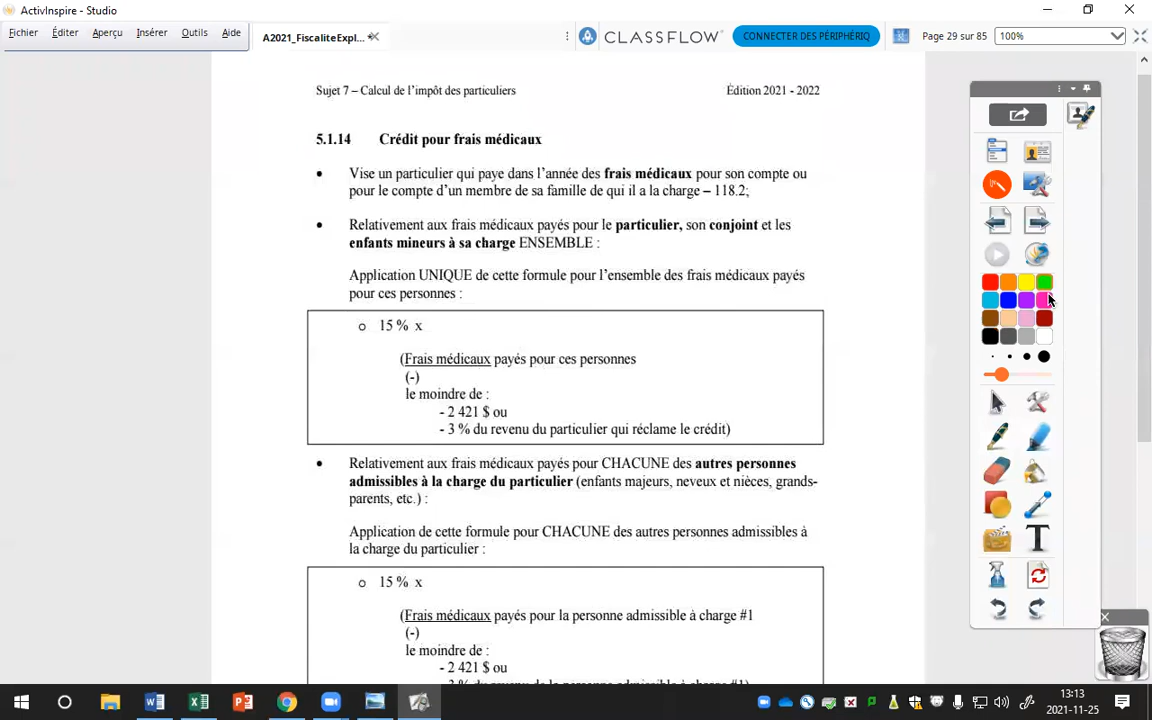 ActivInspire - Studio
Fichier Éditer Aperçu Insérer Outils Aide
A2021_FiscaliteExpl...
CLASSFLOW
CONNECTER DES PÉRIPHÉRIQ
Page 29 sur 85
100%
Sujet 7 – Calcul de l'impôt des particuliers
Édition 2021 - 2022
5.1.14 Crédit pour frais médicaux
• Vise un particulier qui paye dans l'année des frais médicaux pour son compte ou
pour le compte d'un membre de sa famille de qui il a la charge – 118.2;
• Relativement aux frais médicaux payés pour le particulier, son conjoint et les
enfants mineurs à sa charge ENSEMBLE :
Application UNIQUE de cette formule pour l'ensemble des frais médicaux payés
pour ces personnes :
o 15 % x
(Frais médicaux payés pour ces personnes
(-)
le moindre de :
- 2 421 $ ou
- 3 % du revenu du particulier qui réclame le crédit)
• Relativement aux frais médicaux payés pour CHACUNE des autres personnes
admissibles à la charge du particulier (enfants majeurs, neveux et nièces, grands-
parents, etc.) :
Application de cette formule pour CHACUNE des autres personnes admissibles à
la charge du particulier :
o 15 % x
(Frais médicaux payés pour la personne admissible à charge #1
(-)
le moindre de :
- 2 421 $ ou
- 3 % du revenu de la personne admissible à charge #1)
13:13
2021-11-25